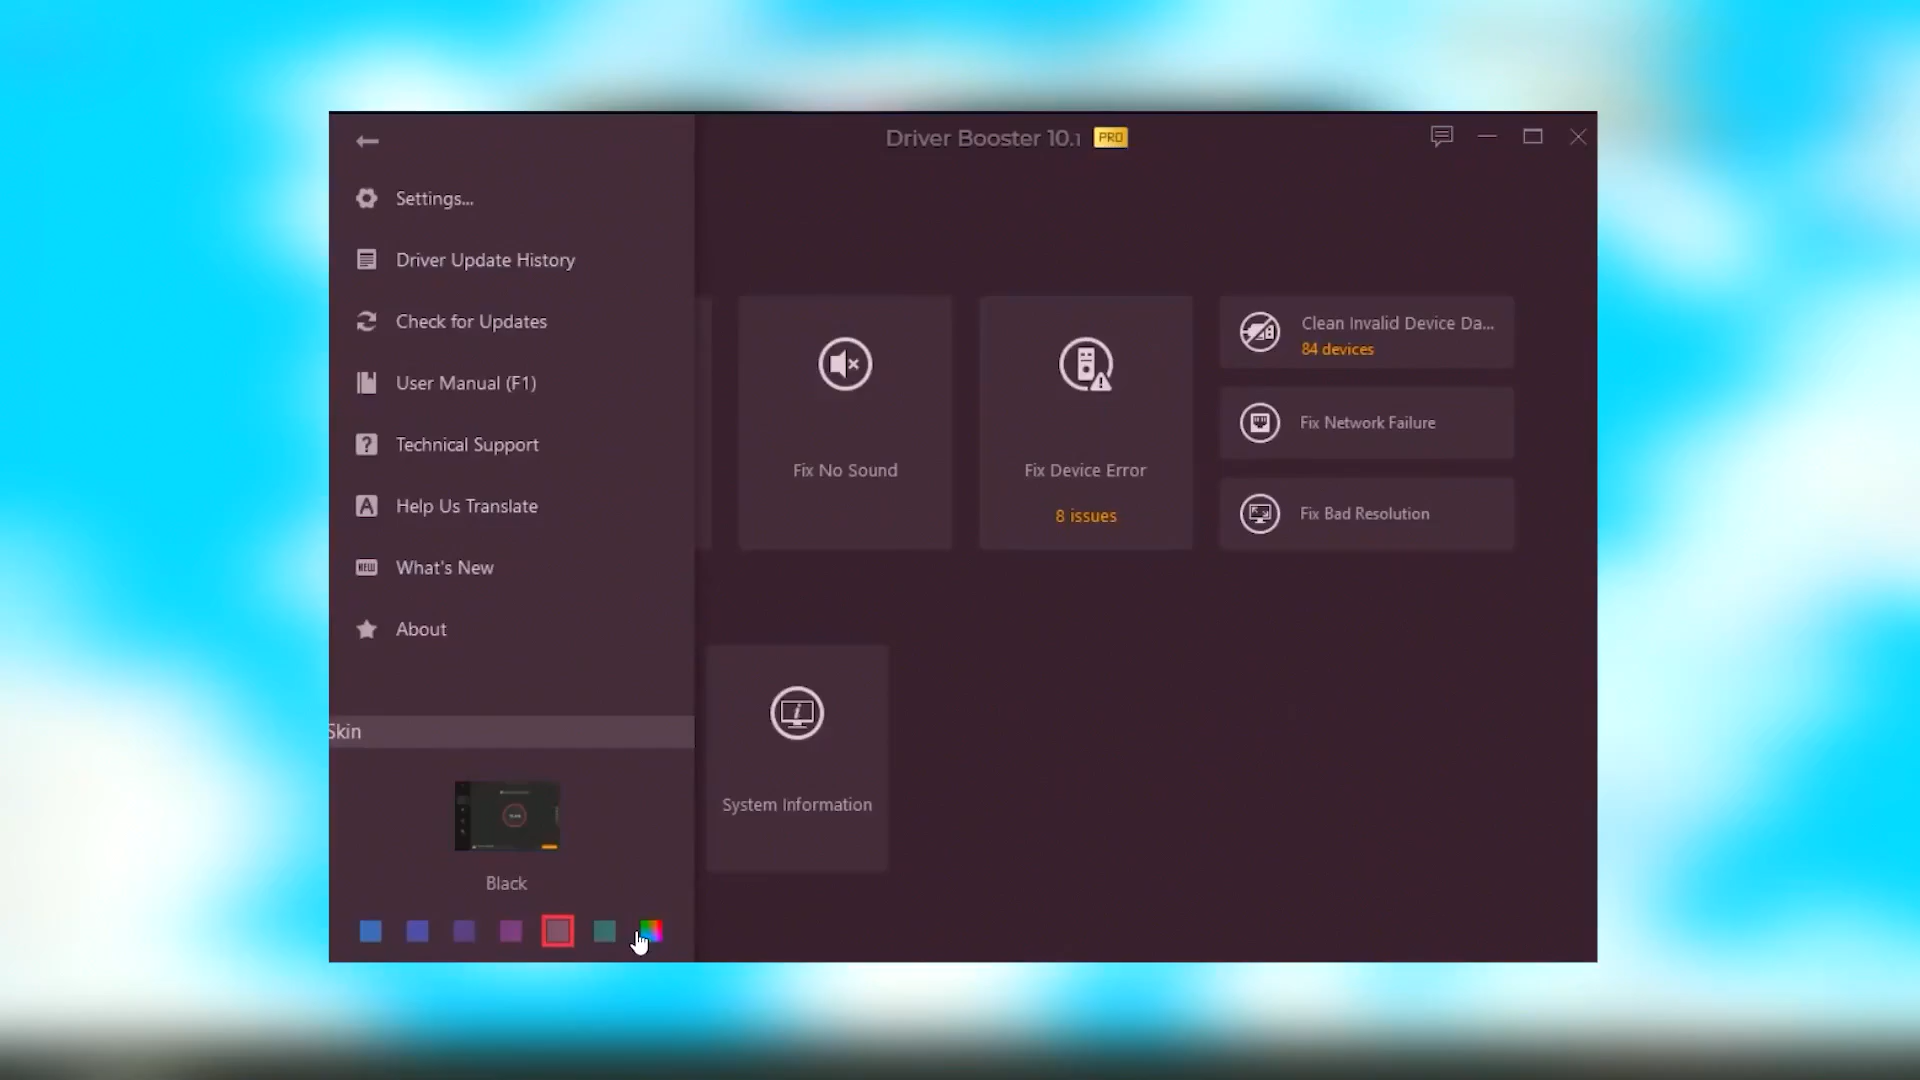 Driver Booster 10.1 PRO
Settings...
Driver Update History
Check for Updates
User Manual (F1)
Technical Support
Help Us Translate
What's New
About
Skin
Black
Fix No Sound
Fix Device Error
8 issues
Clean Invalid Device Da...
84 devices
Fix Network Failure
Fix Bad Resolution
System Information